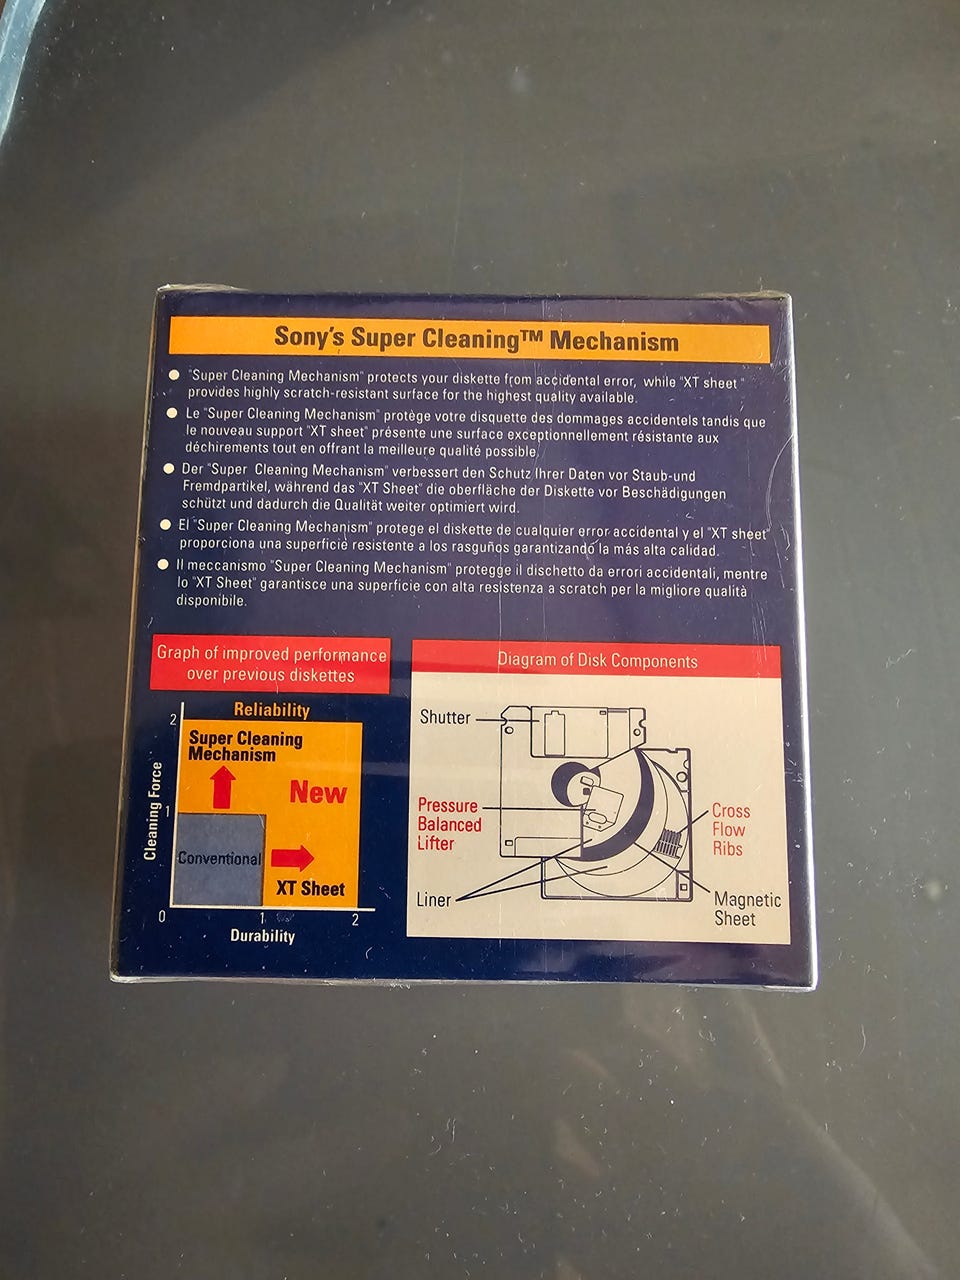 Sony's Super Cleaning™ Mechanism
● "Super Cleaning Mechanism" protects your diskette from accidental error, while "XT sheet "
provides highly scratch-resistant surface for the highest quality available.
● Le "Super Cleaning Mechanism" protège votre disquette des dommages accidentels tandis que
le nouveau support "XT sheet" présente une surface exceptionnellement résistante aux
déchirements tout en offrant la meilleure qualité possible.
● Der "Super Cleaning Mechanism" verbessert den Schutz Ihrer Daten vor Staub-und
Fremdpartikel, während das "XT Sheet" die oberfläche der Diskette vor Beschädigungen
schützt und dadurch die Qualität weiter optimiert wird.
● El "Super Cleaning Mechanism" protege el diskette de cualquier error accidental y el "XT sheet"
proporciona una superficie resistente a los rasguños garantizando la más alta calidad.
● Il meccanismo "Super Cleaning Mechanism" protegge il dischetto da errori accidentali, mentre
lo "XT Sheet" garantisce una superficie con alta resistenza a scratch per la migliore qualità
disponibile.
Graph of improved performance
over previous diskettes
Reliability
2
Super Cleaning
Mechanism
New
Cleaning Force
1
Conventional
XT Sheet
0
1
2
Durability
Diagram of Disk Components
Shutter
Pressure
Balanced
Lifter
Cross
Flow
Ribs
Liner
Magnetic
Sheet